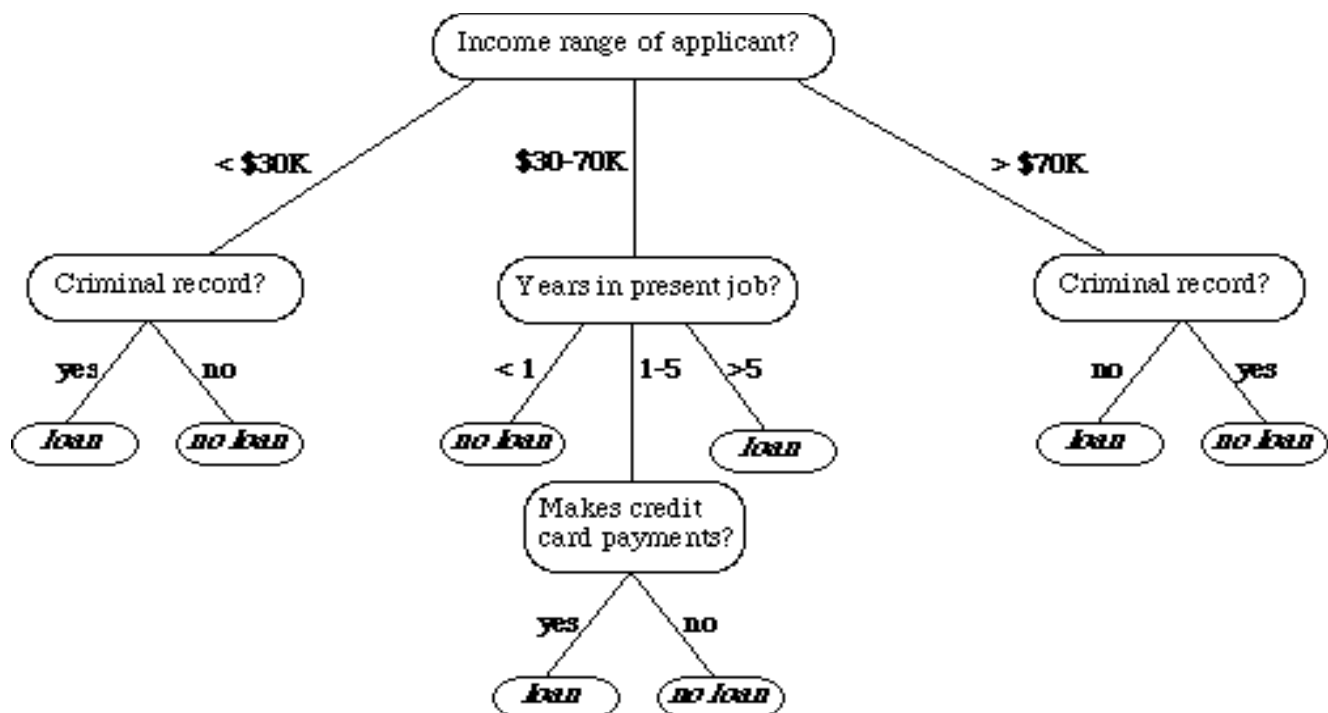 Income range of applicant?
< $30K
$30-70K
> $70K
Criminal record?
Years in present job?
Criminal record?
yes
no
< 1
1-5
>5
no
yes
loan
no loan
no loan
loan
loan
no loan
Makes credit
card payments?
yes
no
loan
no loan